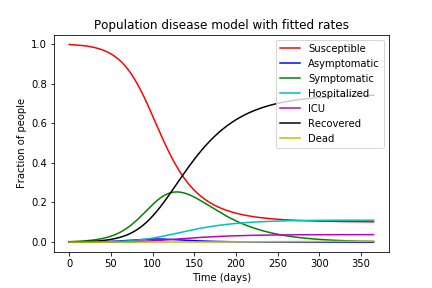 Population disease model with fitted rates
1.0
0.8
0.6
0.4
0.2
0.0
Fraction of people
Susceptible
Asymptomatic
Symptomatic
Hospitalized
ICU
Recovered
Dead
0 50 100 150 200 250 300 350
Time (days)